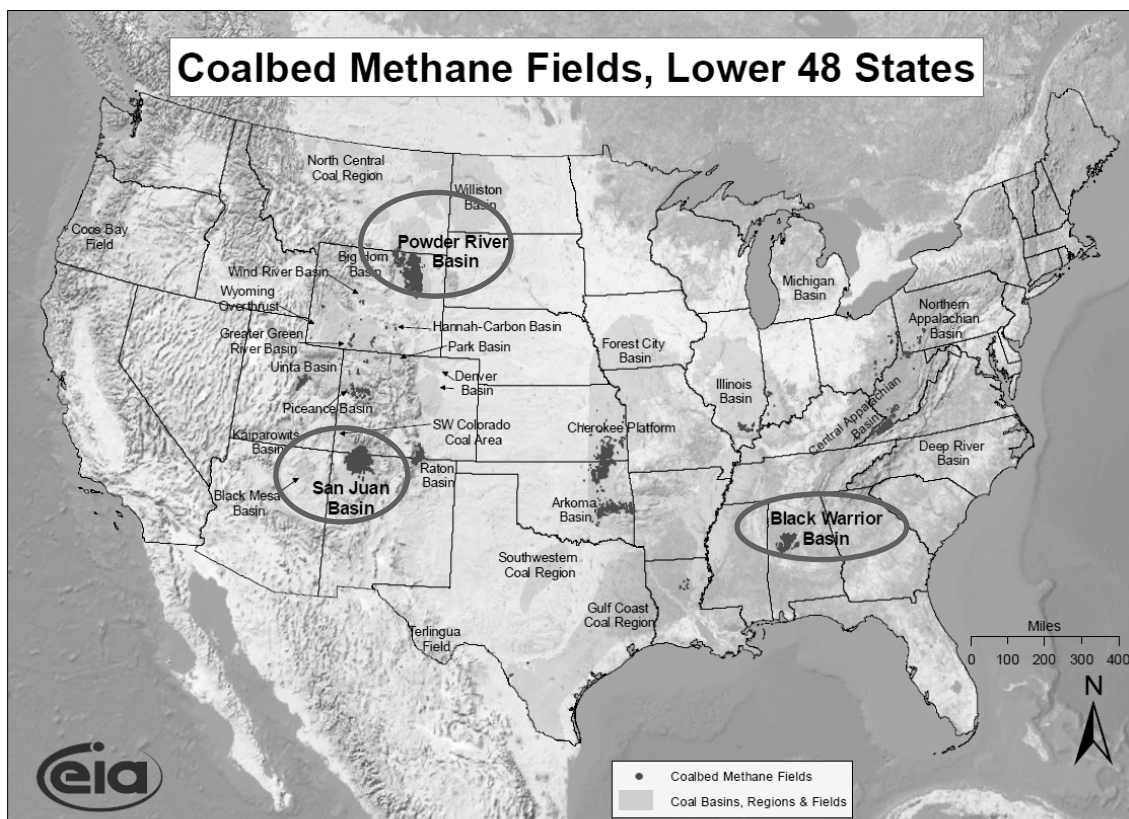 Coalbed Methane Fields, Lower 48 States
North Central
Coal Region
Williston
Basin
Coos Bay
Field
Powder River
Basin
Big Horn
Basin
Wind River Basin
Wyoming
Overthrust
Michigan
Basin
Northern
Appalachian
Basin
Hannah-Carbon Basin
Greater Green
River Basin
Park Basin
Forest City
Basin
Uinta Basin
Denver
Basin
Illinois
Basin
Piceance Basin
Central Appalachian
Basin
SW Colorado
Coal Area
Cherokee Platform
Kaiparowits
Basin
Deep River
Basin
Raton
Basin
Black Mesa
Basin
San Juan
Basin
Arkoma
Basin
Black Warrior
Basin
Southwestern
Coal Region
Gulf Coast
Coal Region
Terlingua
Field
Miles
0 100 200 300 400
N
eia
Coalbed Methane Fields
Coal Basins, Regions & Fields